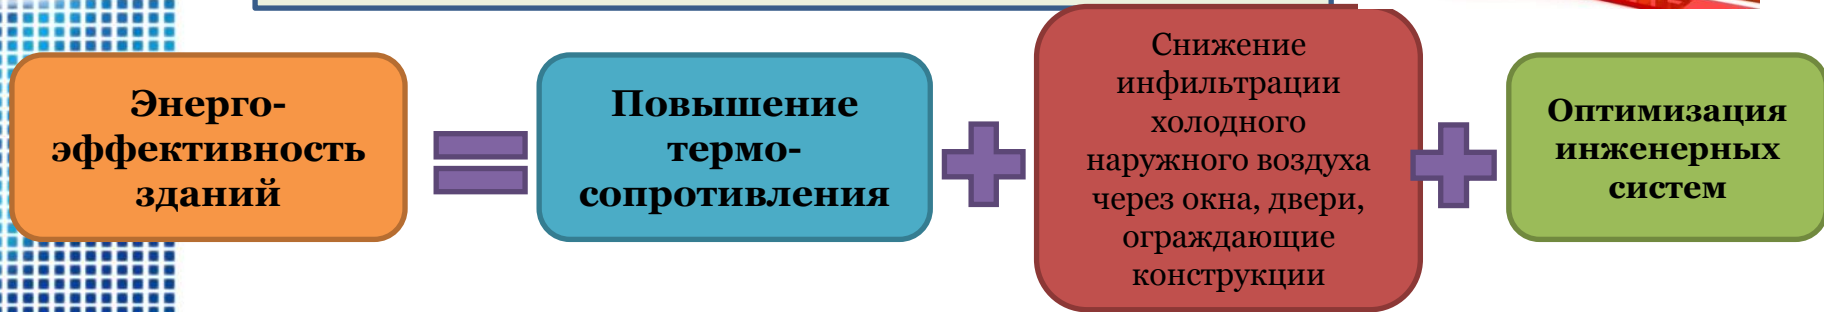 Энерго-
эффективность
зданий
Повышение
термо-
сопротивления
Снижение
инфильтрации
холодного
наружного воздуха
через окна, двери,
ограждающие
конструкции
Оптимизация
инженерных
систем